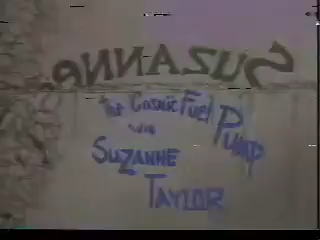 SUZANNe
THE COSMIC FUEL
PUMP
WITH
SUZANNE
TAYLOR